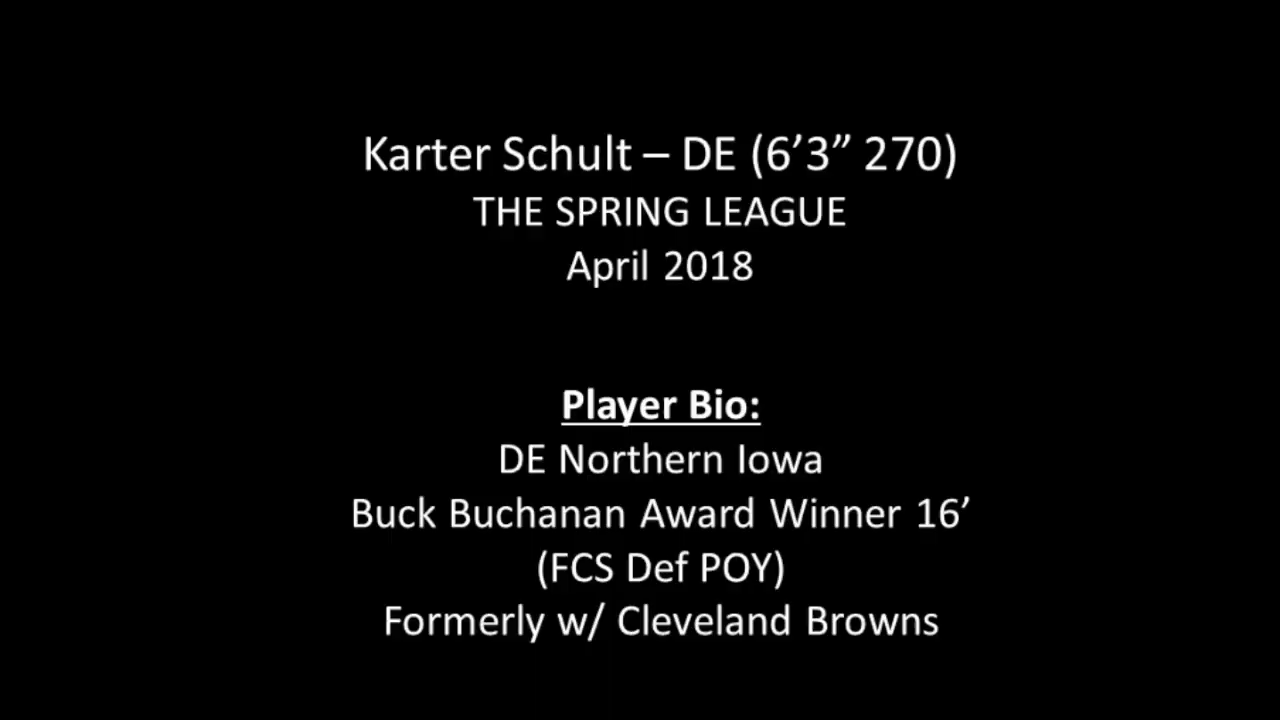 Karter Schult – DE (6’3” 270)
THE SPRING LEAGUE
April 2018
Player Bio:
DE Northern Iowa
Buck Buchanan Award Winner 16’
(FCS Def POY)
Formerly w/ Cleveland Browns